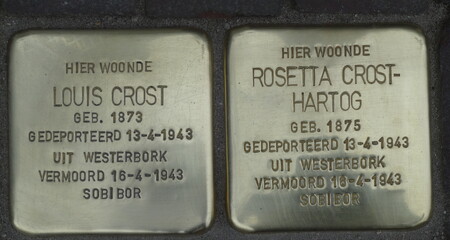 HIER WOONDE
LOUIS CROST
GEB. 1873
GEDEPORTEERD 13-4-1943
UIT WESTERBORK
VERMOORD 16-4-1943
SOBIBOR
HIER WOONDE
ROSETTA CROST-
HARTOG
GEB. 1875
GEDEPORTEERD 13-4-1943
UIT WESTERBORK
VERMOORD 16-4-1943
SOBIBOR